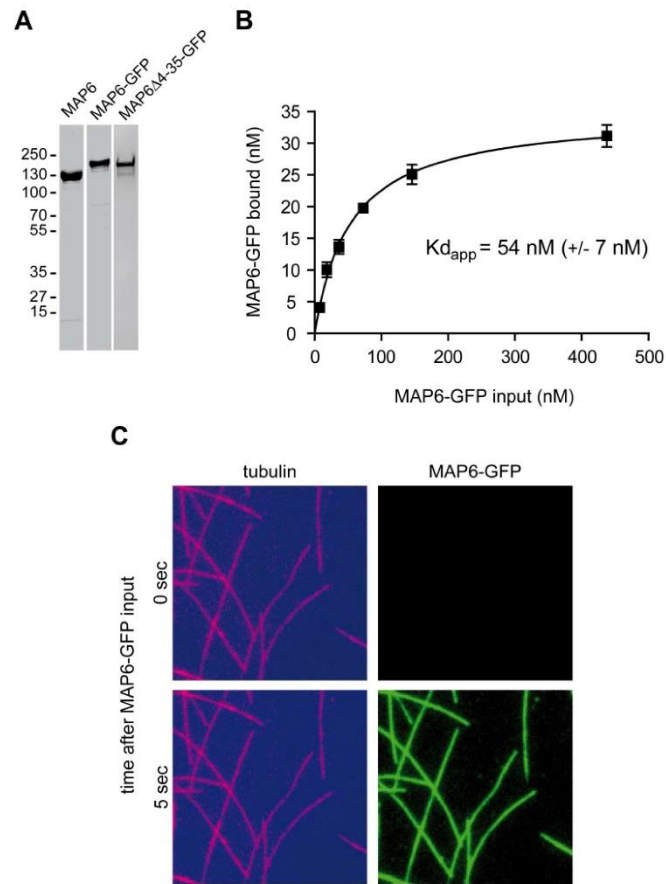 A
MAP6
MAP6-GFP
MAP6Δ4-35-GFP
250
130
100
70
55
35
27
15
B
MAP6-GFP bound (nM)
35
30
25
20
15
10
5
0
Kd app = 54 nM (+/- 7 nM)
0 100 200 300 400 500
MAP6-GFP input (nM)
C
tubulin MAP6-GFP
time after MAP6-GFP input
0 sec
5 sec